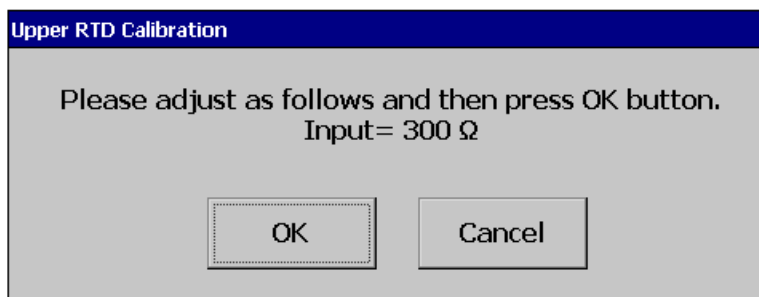 Upper RTD Calibration
Please adjust as follows and then press OK button.
Input= 300 Ω
OK
Cancel